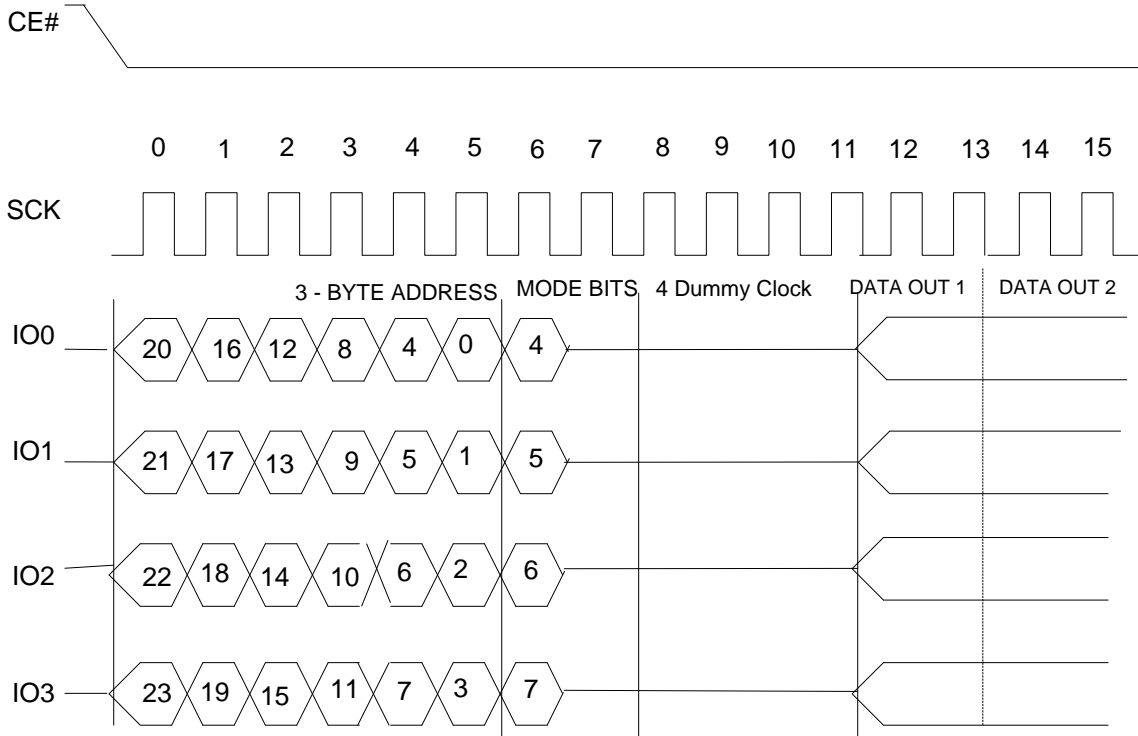 CE#
0 1 2 3 4 5 6 7 8 9 10 11 12 13 14 15
SCK
3 - BYTE ADDRESS MODE BITS 4 Dummy Clock DATA OUT 1 DATA OUT 2
IO0 20 16 12 8 4 0 4
IO1 21 17 13 9 5 1 5
IO2 22 18 14 10 6 2 6
IO3 23 19 15 11 7 3 7